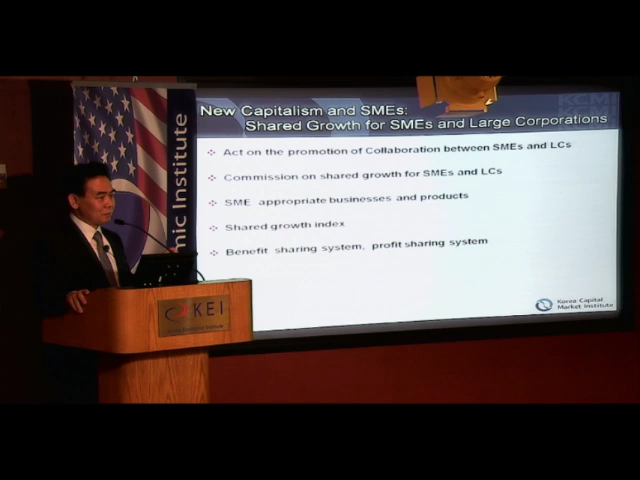 New Capitalism and SMEs:
Shared Growth for SMEs and Large Corporations
KCMI
Act on the promotion of Collaboration between SMEs and LCs
Commission on shared growth for SMEs and LCs
SME appropriate businesses and products
Shared growth index
Benefit sharing system, profit sharing system
Korea Capital
Market Institute
mic Institute
KEI